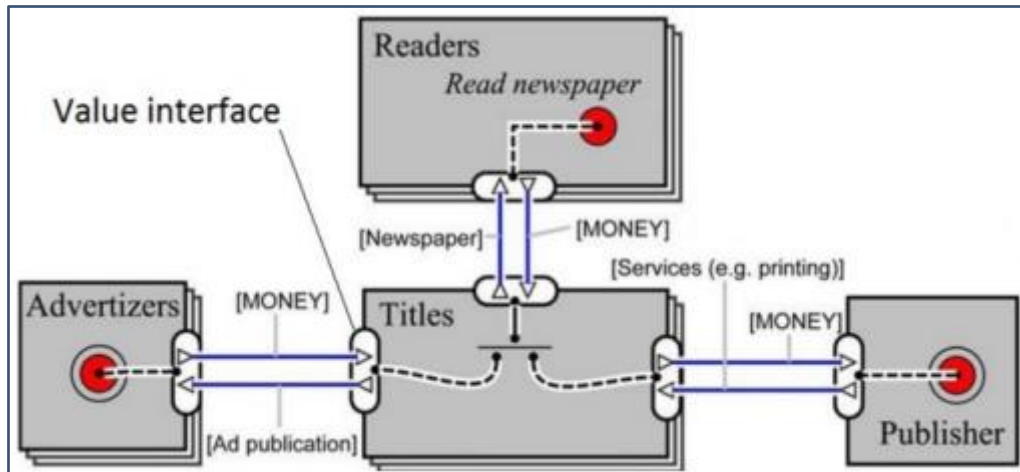 Readers
Read newspaper
Value interface
[Newspaper]
[MONEY]
[Services (e.g. printing)]
Advertizers
[MONEY]
Titles
[MONEY]
[Ad publication]
Publisher